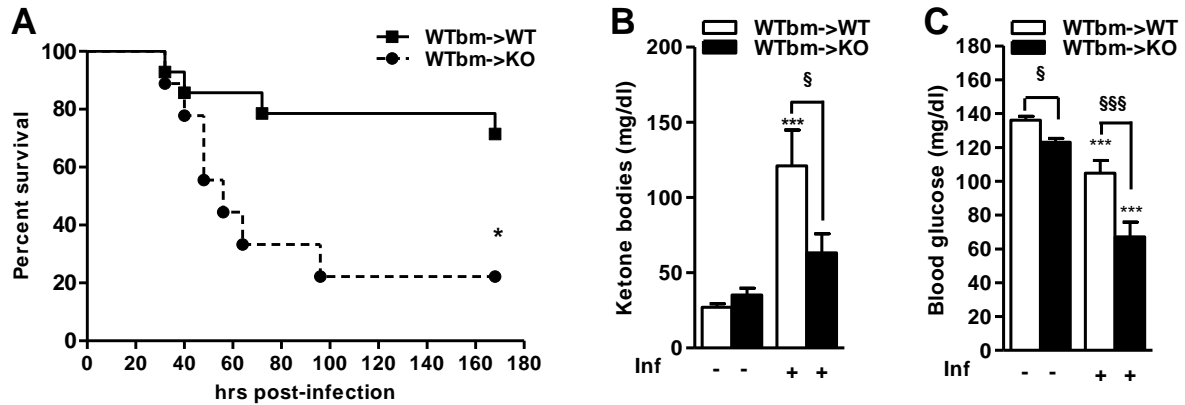 A
WTbm->WT
WTbm->KO
Percent survival
100
80
60
40
20
0
*
0 20 40 60 80 100 120 140 160 180
hrs post-infection
B
WTbm->WT
WTbm->KO
Ketone bodies (mg/dl)
200
150
100
50
0
§
***
Inf - - + +
C
WTbm->WT
WTbm->KO
Blood glucose (mg/dl)
180
160
140
120
100
80
60
40
20
0
§
§§§
***
***
Inf - - + +